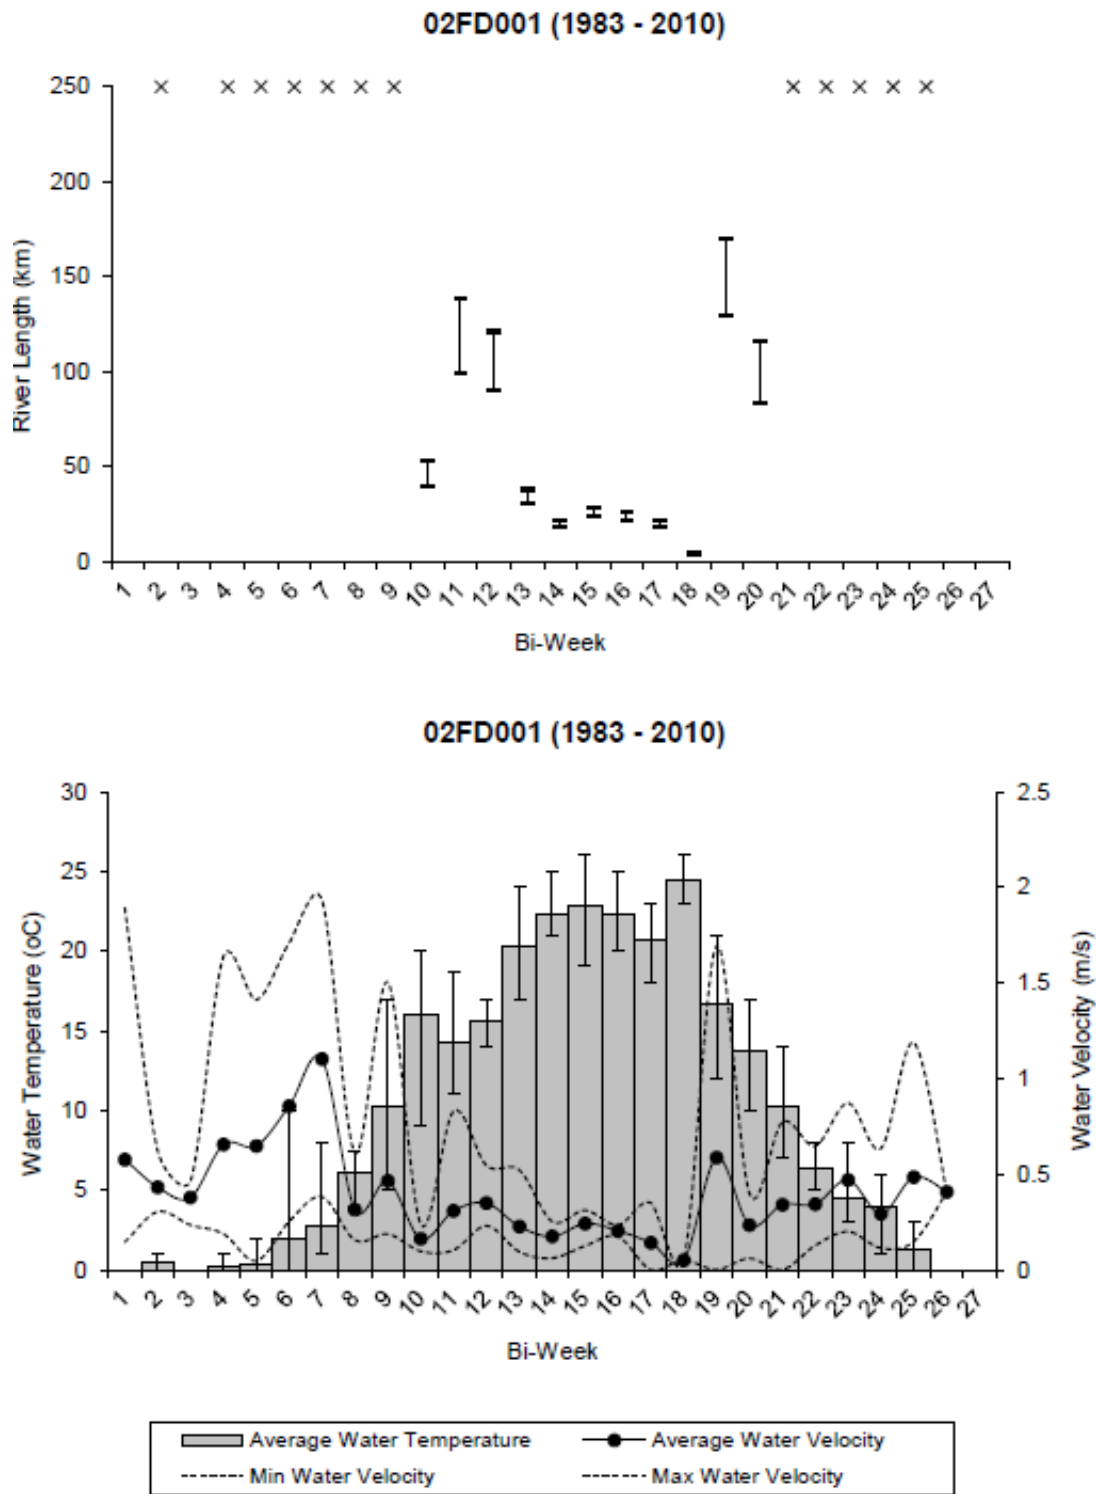 02FD001 (1983 - 2010)
250
200
150
100
50
0
River Length (km)
1 2 3 4 5 6 7 8 9 10 11 12 13 14 15 16 17 18 19 20 21 22 23 24 25 26 27
Bi-Week
02FD001 (1983 - 2010)
30
25
20
15
10
5
0
Water Temperature (oC)
2.5
2
1.5
1
0.5
0
Water Velocity (m/s)
1 2 3 4 5 6 7 8 9 10 11 12 13 14 15 16 17 18 19 20 21 22 23 24 25 26 27
Bi-Week
Average Water Temperature Average Water Velocity
Min Water Velocity Max Water Velocity